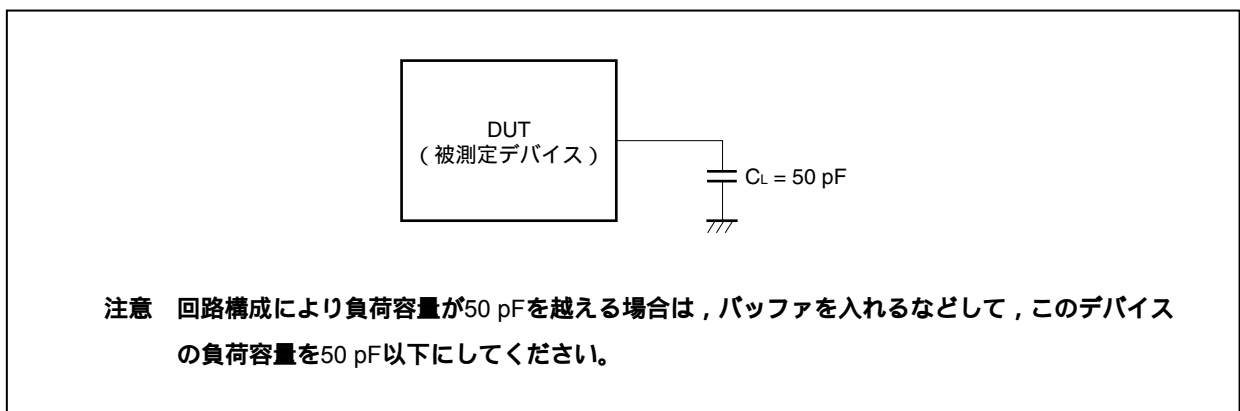 DUT
（被測定デバイス）
CL = 50 pF
注意 回路構成により負荷容量が50 pFを越える場合は，バッファを入れるなどして，このデバイス
の負荷容量を50 pF以下にしてください。